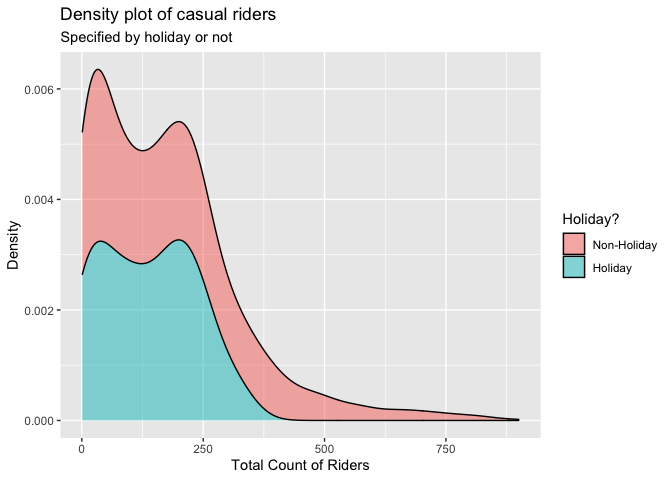 Density plot of casual riders
Specified by holiday or not
0.006
0.004
0.002
0.000
Density
0
250
500
750
Total Count of Riders
Holiday?
Non-Holiday
Holiday